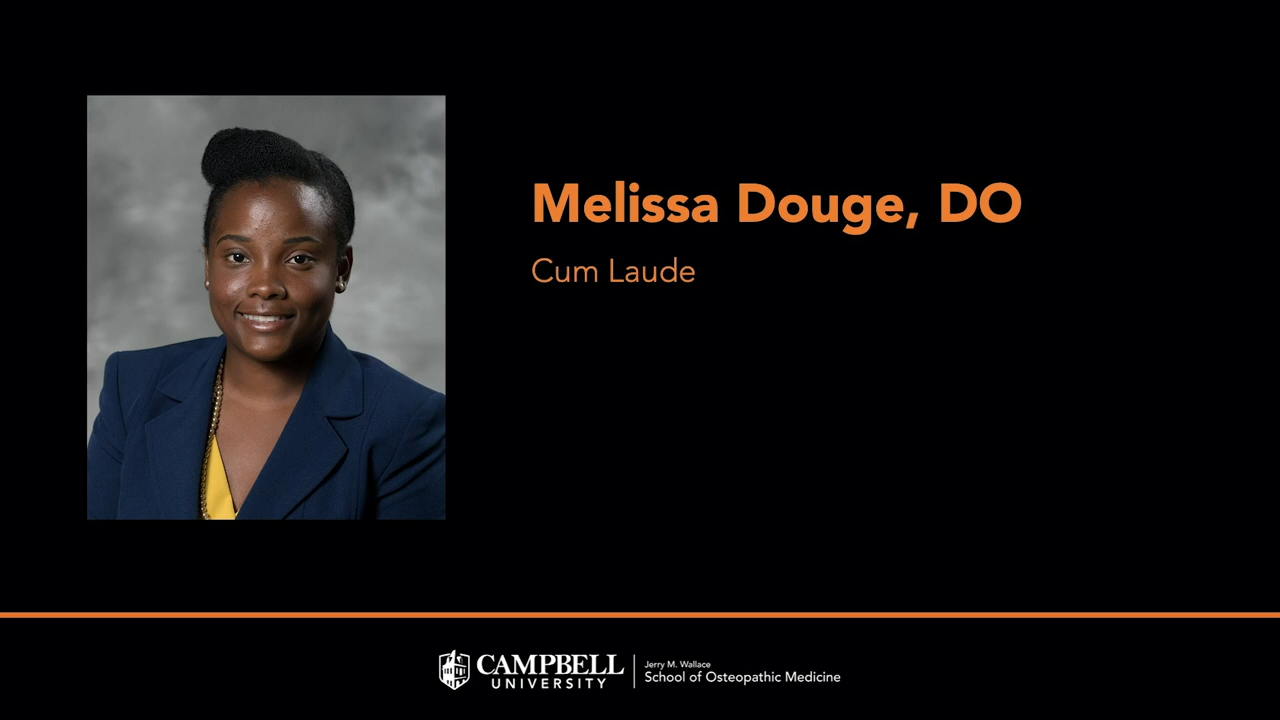 Melissa Douge, DO
Cum Laude
CAMPBELL
UNIVERSITY
Jerry M. Wallace
School of Osteopathic Medicine